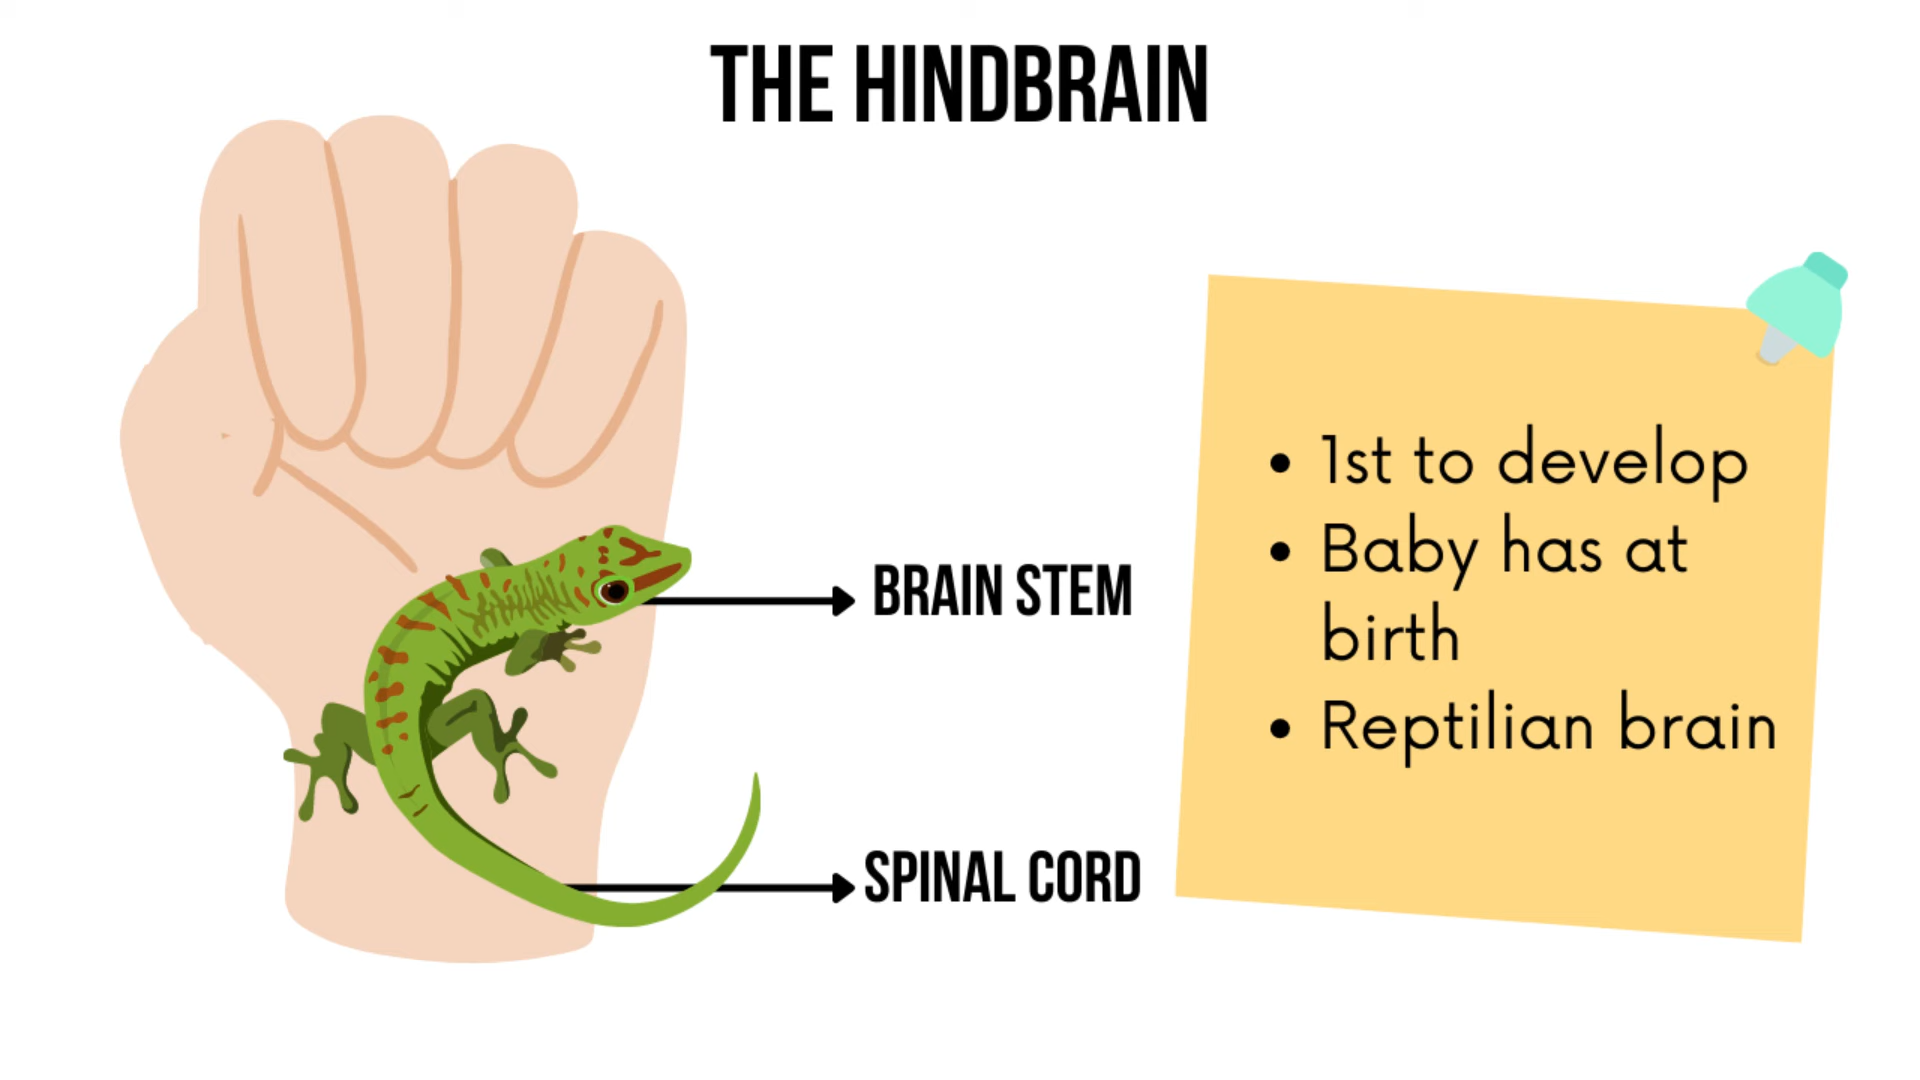 THE HINDBRAIN
BRAIN STEM
SPINAL CORD
• 1st to develop
• Baby has at
birth
• Reptilian brain